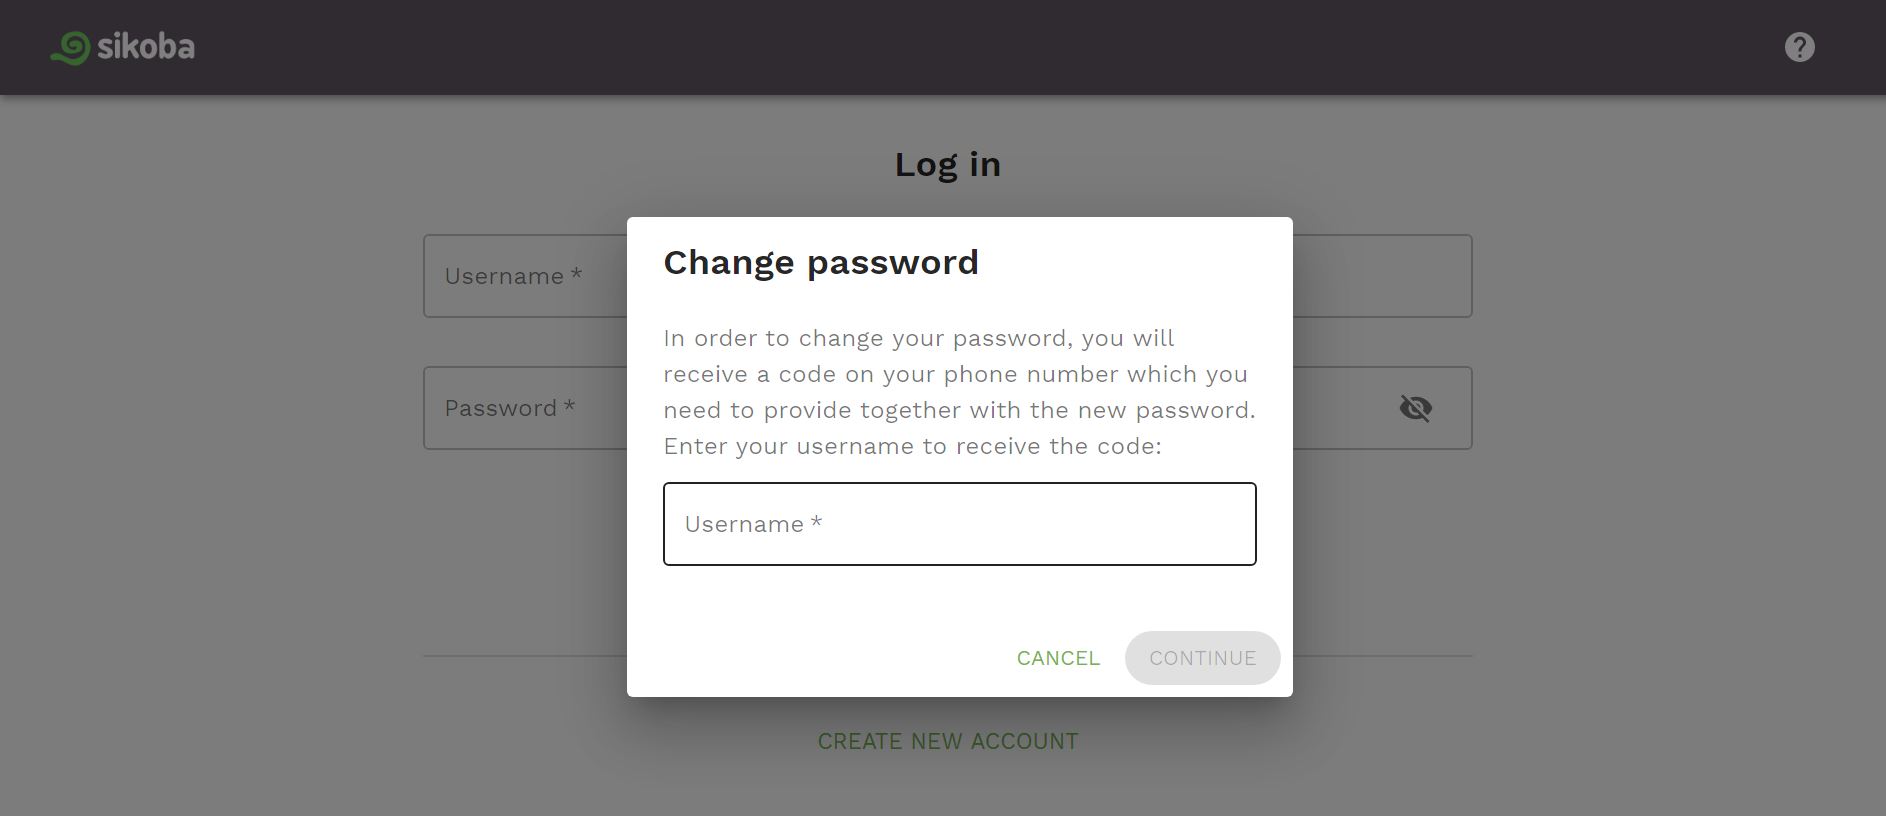 sikoba
Log in
Username *
Password *
Change password
In order to change your password, you will
receive a code on your phone number which you
need to provide together with the new password.
Enter your username to receive the code:
Username *
CANCEL
CONTINUE
CREATE NEW ACCOUNT